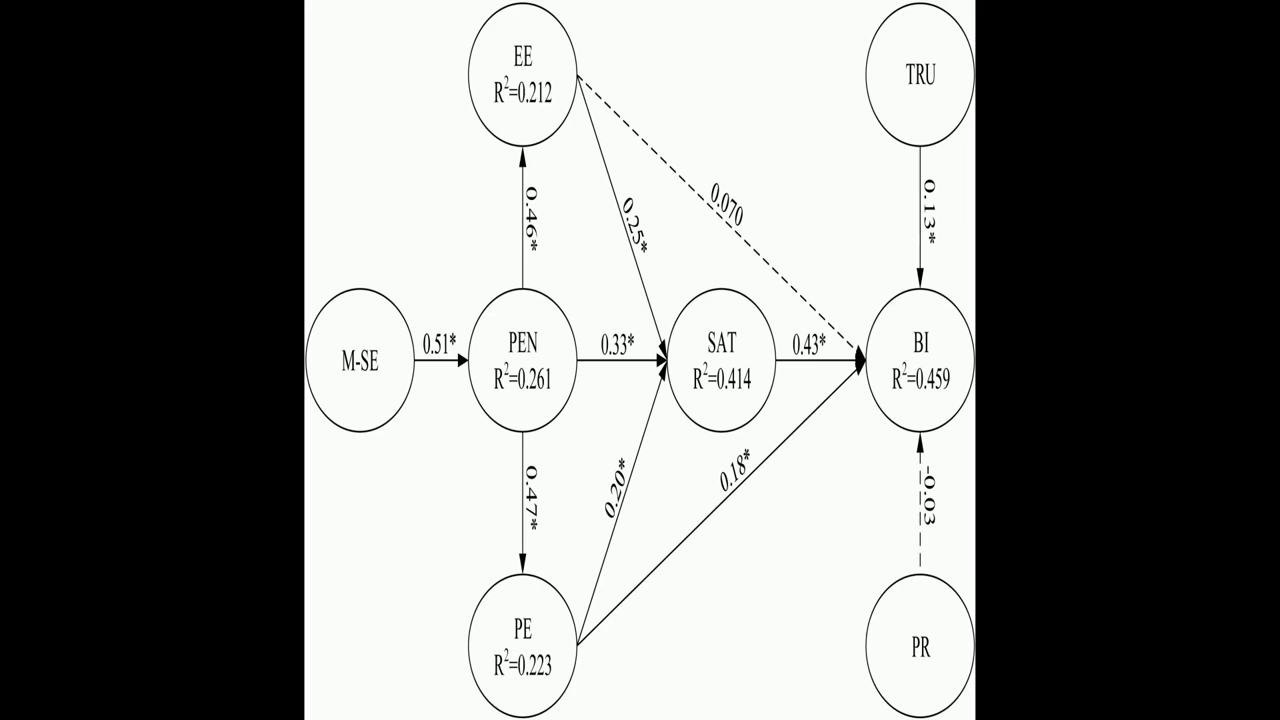 EE
R²=0.212
TRU
0.46*
0.25*
0.070
0.13*
M-SE
0.51*
PEN
R²=0.261
0.33*
SAT
R²=0.414
0.43*
BI
R²=0.459
0.47*
0.20*
0.18*
-0.03
PE
R²=0.223
PR